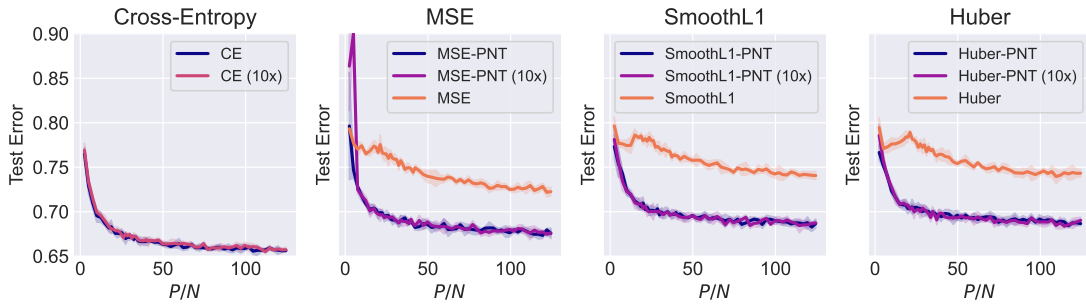 Cross-Entropy
MSE
SmoothL1
Huber
0.90
0.85
0.80
0.75
0.70
0.65
Test Error
CE
CE (10x)
0
50
100
P/N
Test Error
MSE-PNT
MSE-PNT (10x)
MSE
0
50
100
P/N
Test Error
SmoothL1-PNT
SmoothL1-PNT (10x)
SmoothL1
0
50
100
P/N
Test Error
Huber-PNT
Huber-PNT (10x)
Huber
0
50
100
P/N